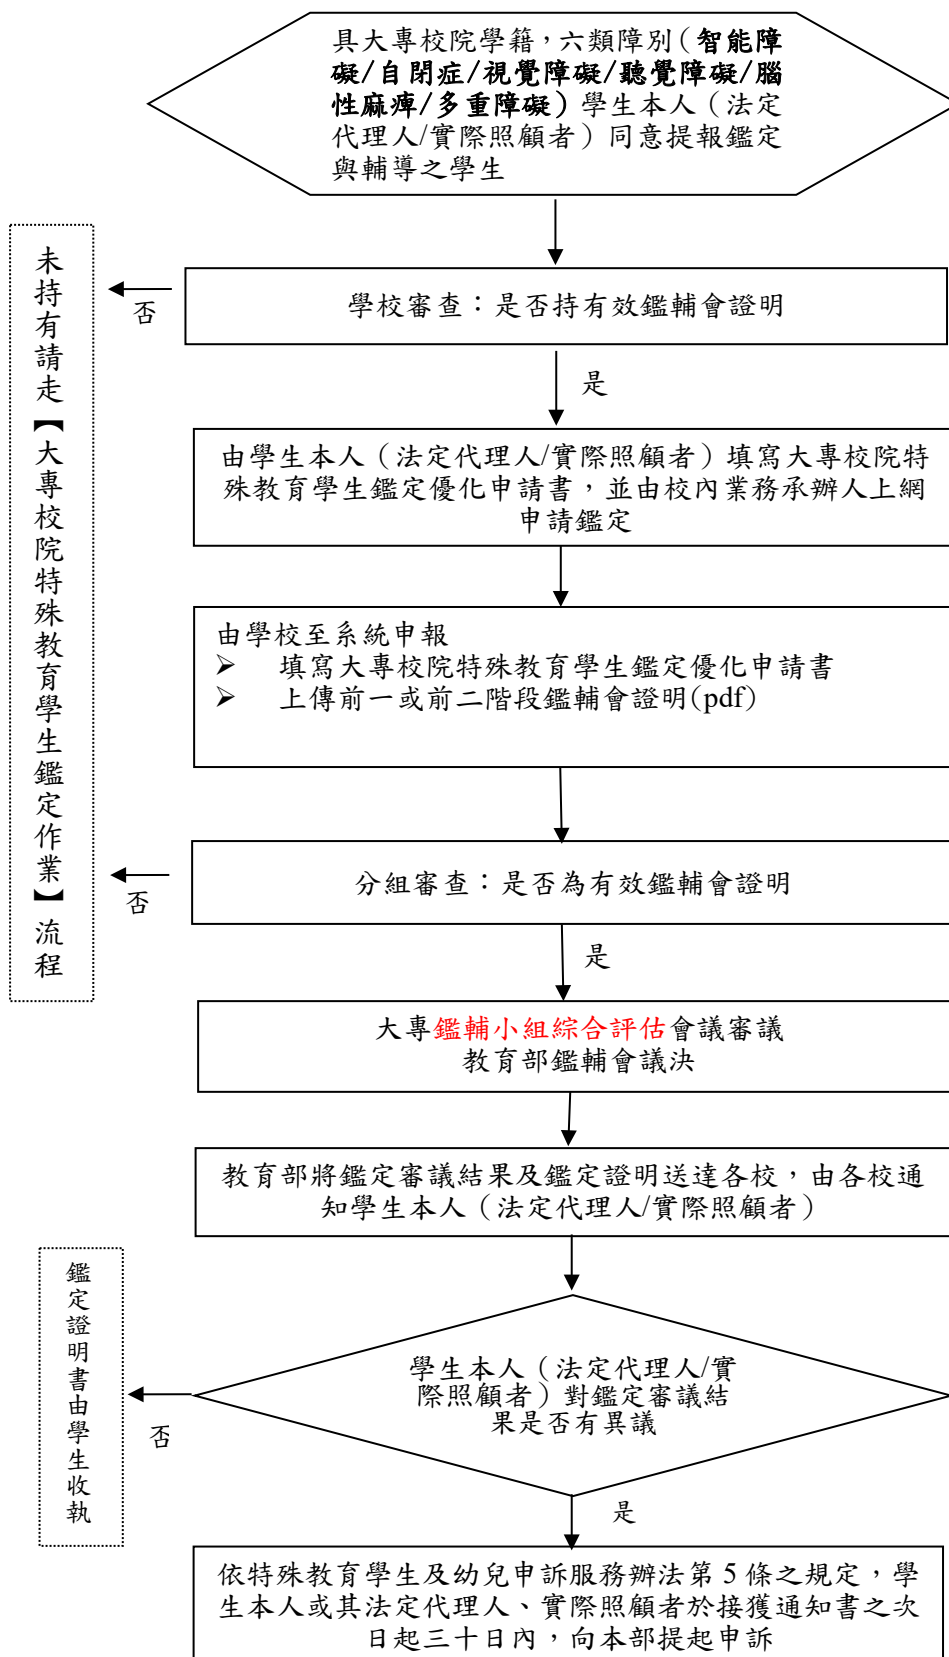 具大專校院學籍，六類障別（智能障
礙/自閉症/視覺障礙/聽覺障礙/腦
性麻痺/多重障礙）學生本人（法定
代理人/實際照顧者）同意提報鑑定
與輔導之學生
未持有請走【大專校院特殊教育學生鑑定作業】流程
否
學校審查：是否持有效鑑輔會證明
是
由學生本人（法定代理人/實際照顧者）填寫大專校院特
殊教育學生鑑定優化申請書，並由校內業務承辦人上網
申請鑑定
由學校至系統申報
➢ 填寫大專校院特殊教育學生鑑定優化申請書
➢ 上傳前一或前二階段鑑輔會證明(pdf)
否
分組審查：是否為有效鑑輔會證明
是
大專鑑輔小組綜合評估會議審議
教育部鑑輔會議決
教育部將鑑定審議結果及鑑定證明送達各校，由各校通
知學生本人（法定代理人/實際照顧者）
鑑定證明書由學生收執
否
學生本人（法定代理人/實
際照顧者）對鑑定審議結
果是否有異議
是
依特殊教育學生及幼兒申訴服務辦法第 5 條之規定，學
生本人或其法定代理人、實際照顧者於接獲通知書之次
日起三十日內，向本部提起申訴